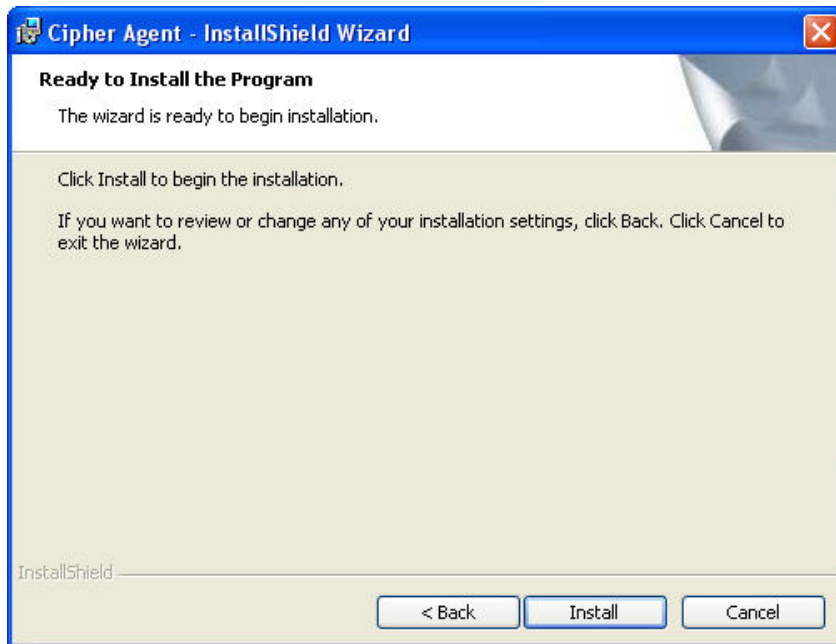 Cipher Agent - InstallShield Wizard
Ready to Install the Program
The wizard is ready to begin installation.
Click Install to begin the installation.
If you want to review or change any of your installation settings, click Back. Click Cancel to
exit the wizard.
InstallShield
< Back Install Cancel